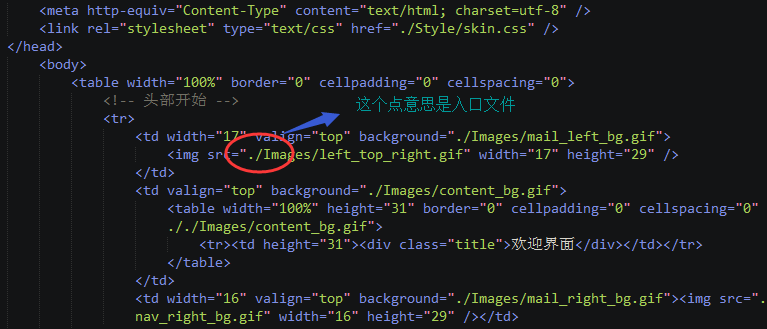 <meta http-equiv="Content-Type" content="text/html; charset=utf-8" />
<link rel="stylesheet" type="text/css" href="./Style/skin.css" />
</head>
<body>
<table width="100%" border="0" cellpadding="0" cellspacing="0">
<!-- 头部开始 -->
这个点意思是入口文件
<tr>
<td width="17" valign="top" background="./Images/mail_left_bg.gif">
<img src="./Images/left_top_right.gif" width="17" height="29" />
</td>
<td valign="top" background="./Images/content_bg.gif">
<table width="100%" height="31" border="0" cellpadding="0" cellspacing="0"
././Images/content_bg.gif">
<tr><td height="31"><div class="title">欢迎界面</div></td></tr>
</table>
</td>
<td width="16" valign="top" background="./Images/mail_right_bg.gif"><img src=".
nav_right_bg.gif" width="16" height="29" /></td>